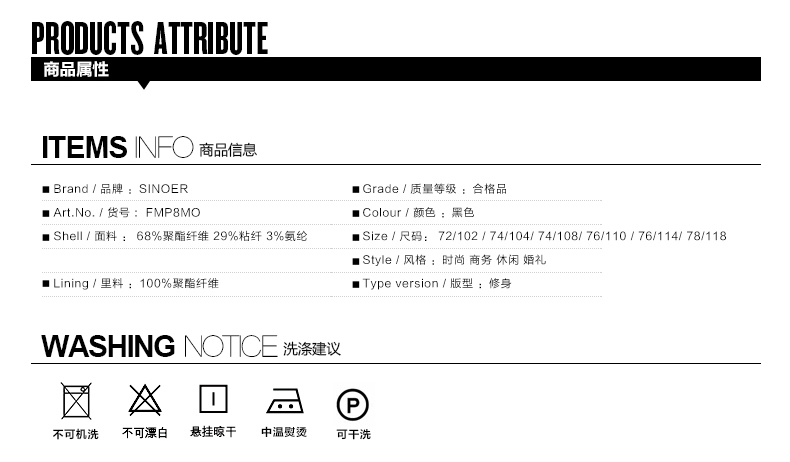 PRODUCTS ATTRIBUTE
商品属性
ITEMS INFO 商品信息
■ Brand / 品牌 ： SINOER
■ Grade / 质量等级 ：合格品
■ Art.No. / 货号： FMP8MO
■ Colour / 颜色 ：黑色
■ Shell / 面料 ： 68%聚酯纤维 29%粘纤 3%氨纶
■ Size / 尺码： 72/102 / 74/104/ 74/108/ 76/110 / 76/114/ 78/118
■ Style / 风格 ：时尚 商务 休闲 婚礼
■ Lining / 里料 ：100%聚酯纤维
■ Type version / 版型 ：修身
WASHING NOTICE 洗涤建议
P
不可机洗 不可漂白 悬挂晾干 中温熨烫 可干洗